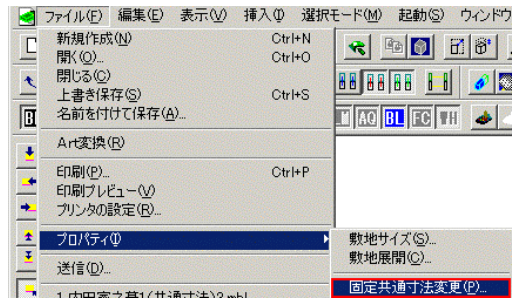 ファイル(F) 編集(E) 表示(V) 挿入(I) 選択モード(M) 起動(S) ウィンドウ
新規作成(N) Ctrl+N
開く(O)... Ctrl+O
閉じる(C)
上書き保存(S) Ctrl+S
名前を付けて保存(A)...
AQ BL FC WH
Art変換(R)
印刷(P)... Ctrl+P
印刷プレビュー(V)
プリンタの設定(R)...
プロパティ(I)
敷地サイズ(S)...
敷地展開(C)...
送信(D)...
固定共通寸法変更(P)...